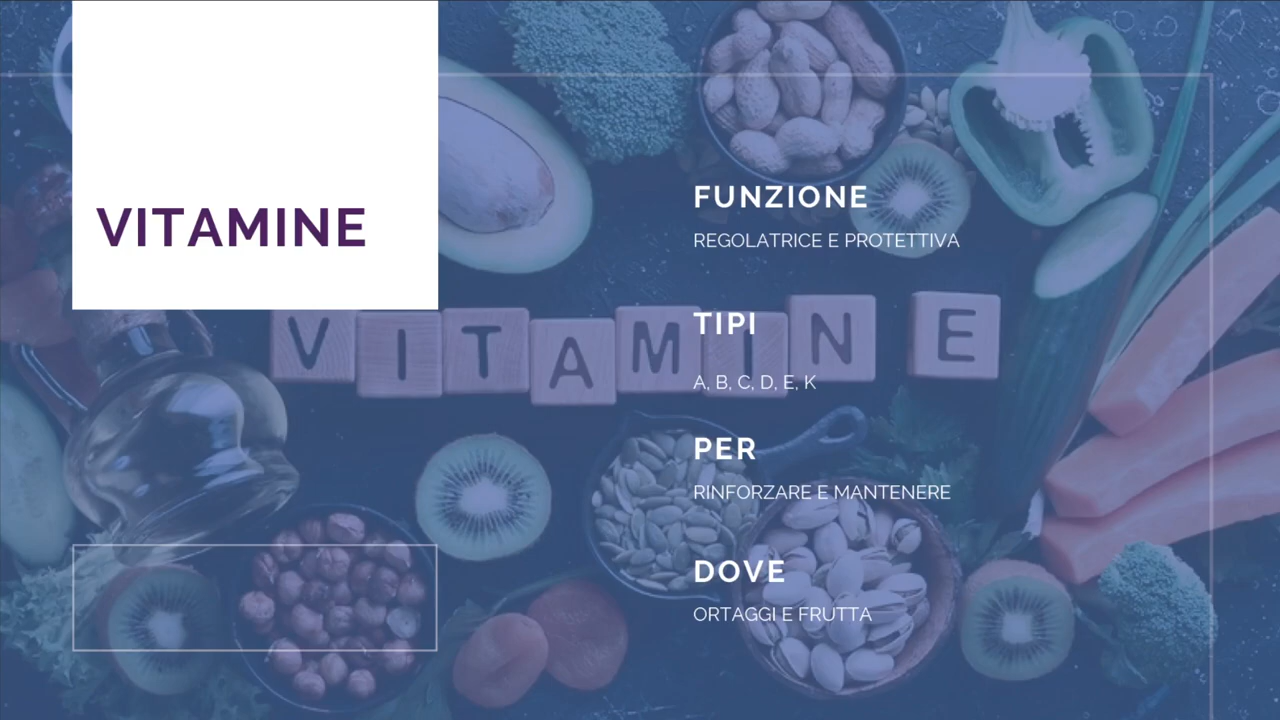 VITAMINE
FUNZIONE
REGOLATRICE E PROTETTIVA
VITAMINE
TIPI
A, B, C, D, E, K
PER
RINFORZARE E MANTENERE
DOVE
ORTAGGI E FRUTTA